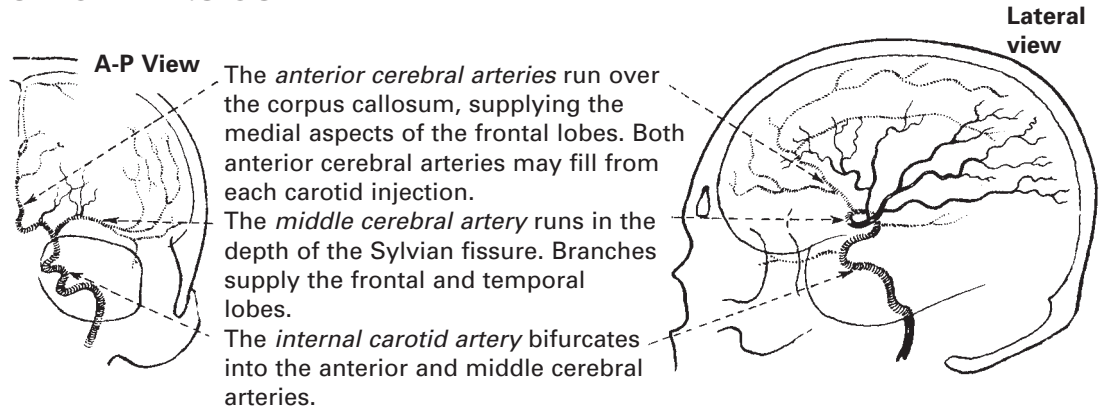 Lateral
view
A-P View
The anterior cerebral arteries run over
the corpus callosum, supplying the
medial aspects of the frontal lobes. Both
anterior cerebral arteries may fill from
each carotid injection.
The middle cerebral artery runs in the
depth of the Sylvian fissure. Branches
supply the frontal and temporal
lobes.
The internal carotid artery bifurcates
into the anterior and middle cerebral
arteries.